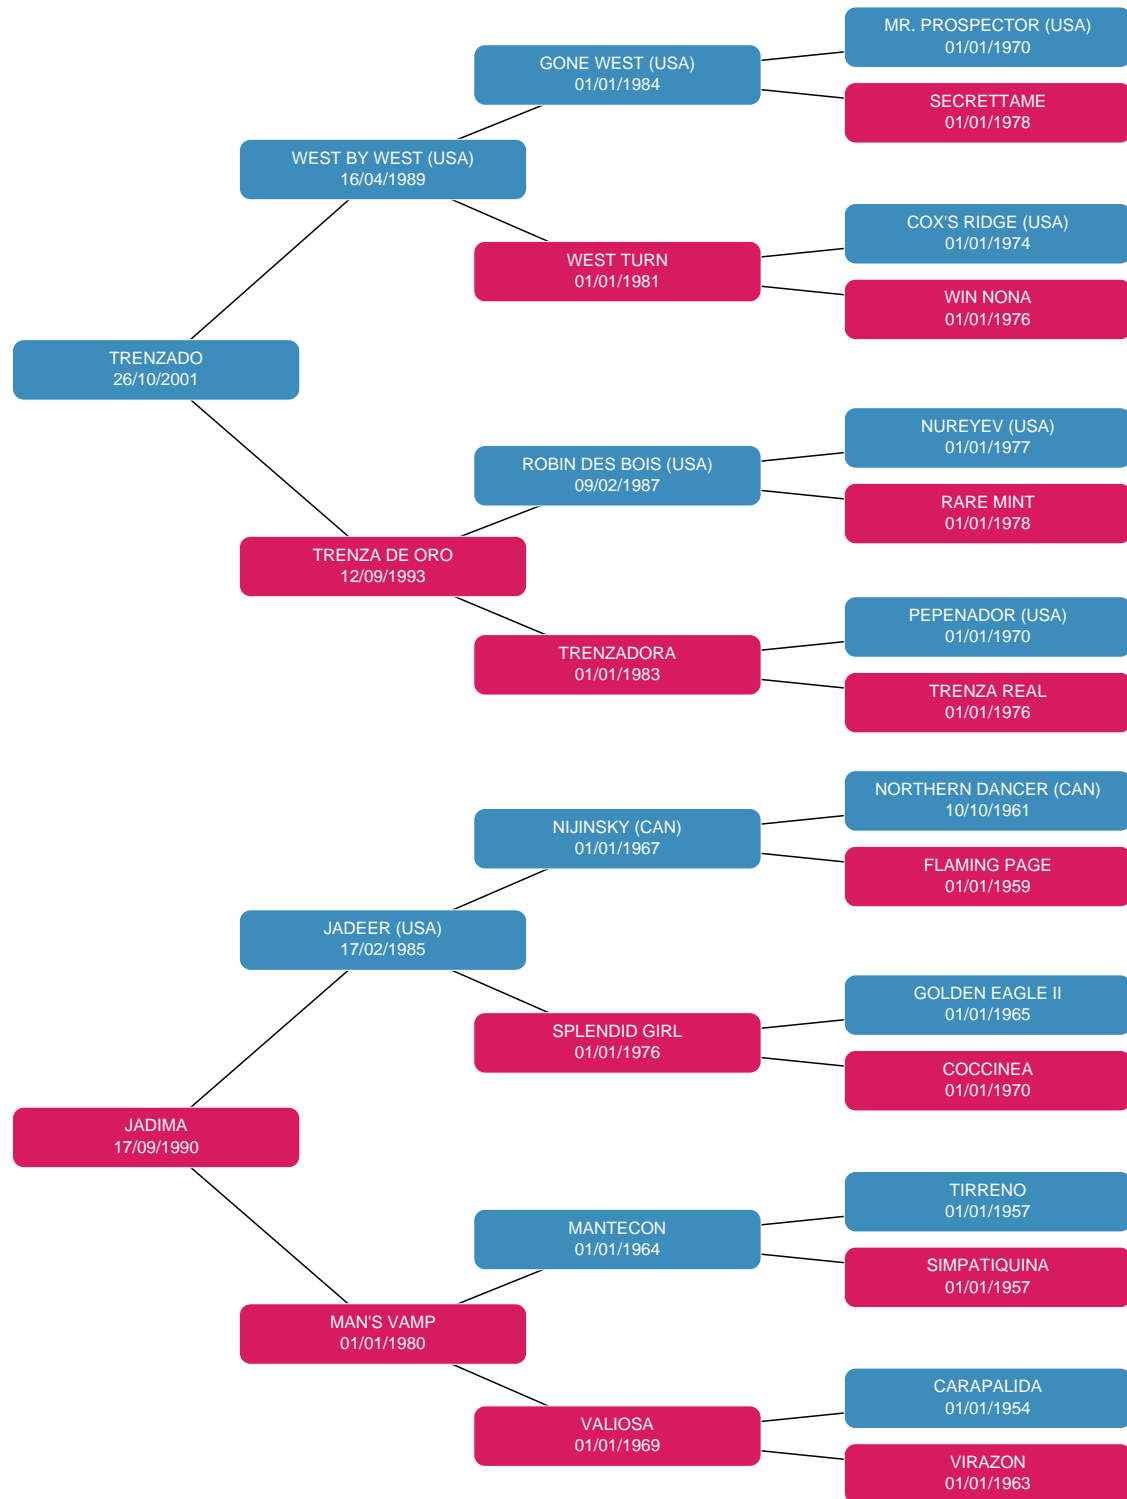 MR. PROSPECTOR (USA)
01/01/1970
GONE WEST (USA)
01/01/1984
SECRETTAME
01/01/1978
WEST BY WEST (USA)
16/04/1989
COX'S RIDGE (USA)
01/01/1974
WEST TURN
01/01/1981
WIN NONA
01/01/1976
TRENZADO
26/10/2001
NUREYEV (USA)
01/01/1977
ROBIN DES BOIS (USA)
09/02/1987
RARE MINT
01/01/1978
TRENZA DE ORO
12/09/1993
PEPENADOR (USA)
01/01/1970
TRENZADORA
01/01/1983
TRENZA REAL
01/01/1976
NORTHERN DANCER (CAN)
10/10/1961
NIJINSKY (CAN)
01/01/1967
FLAMING PAGE
01/01/1959
JADEER (USA)
17/02/1985
GOLDEN EAGLE II
01/01/1965
SPLENDID GIRL
01/01/1976
COCCINEA
01/01/1970
JADIMA
17/09/1990
TIRRENO
01/01/1957
MANTECON
01/01/1964
SIMPATIQUINA
01/01/1957
MAN'S VAMP
01/01/1980
CARAPALIDA
01/01/1954
VALIOSA
01/01/1969
VIRAZON
01/01/1963